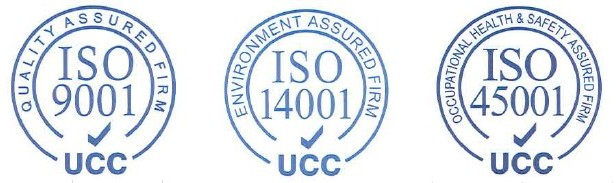 QUALITY ASSURED FIRM
ISO
9001
UCC
ENVIRONMENT ASSURED FIRM
ISO
14001
UCC
OCCUPATIONAL HEALTH & SAFETY ASSURED FIRM
ISO
45001
UCC